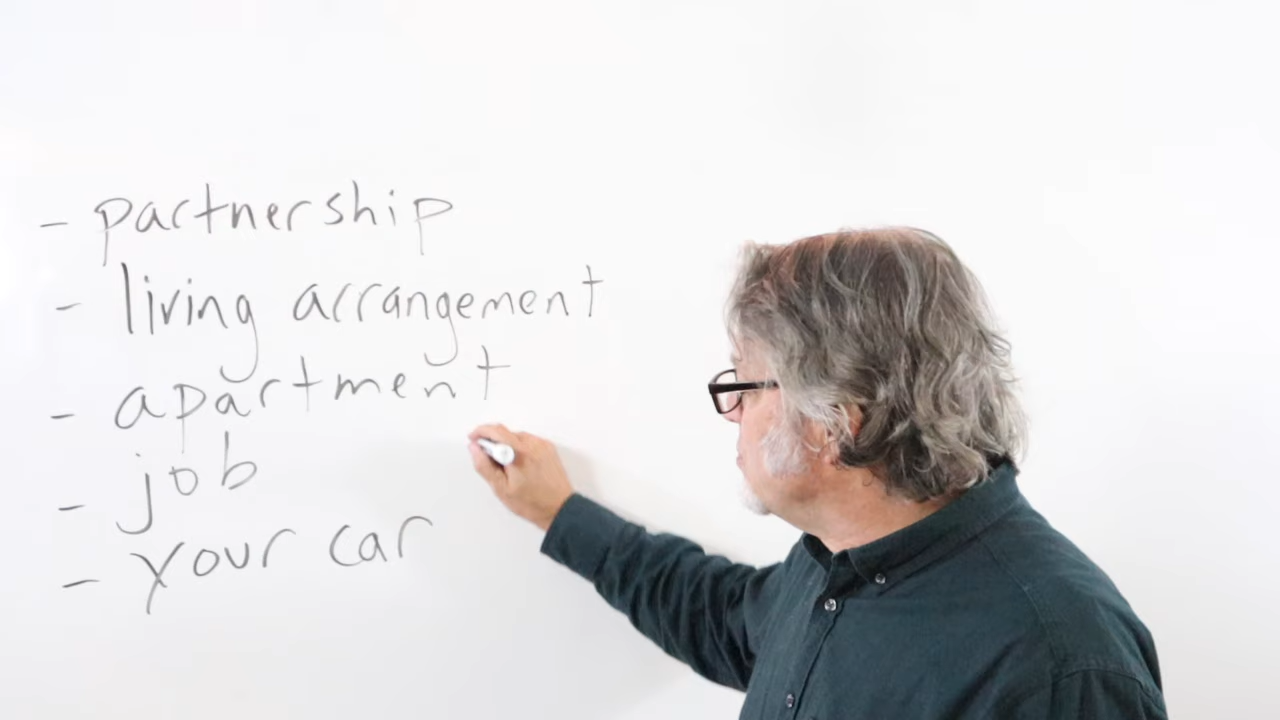 - partnership
- living arrangement
- apartment
- job
- your car